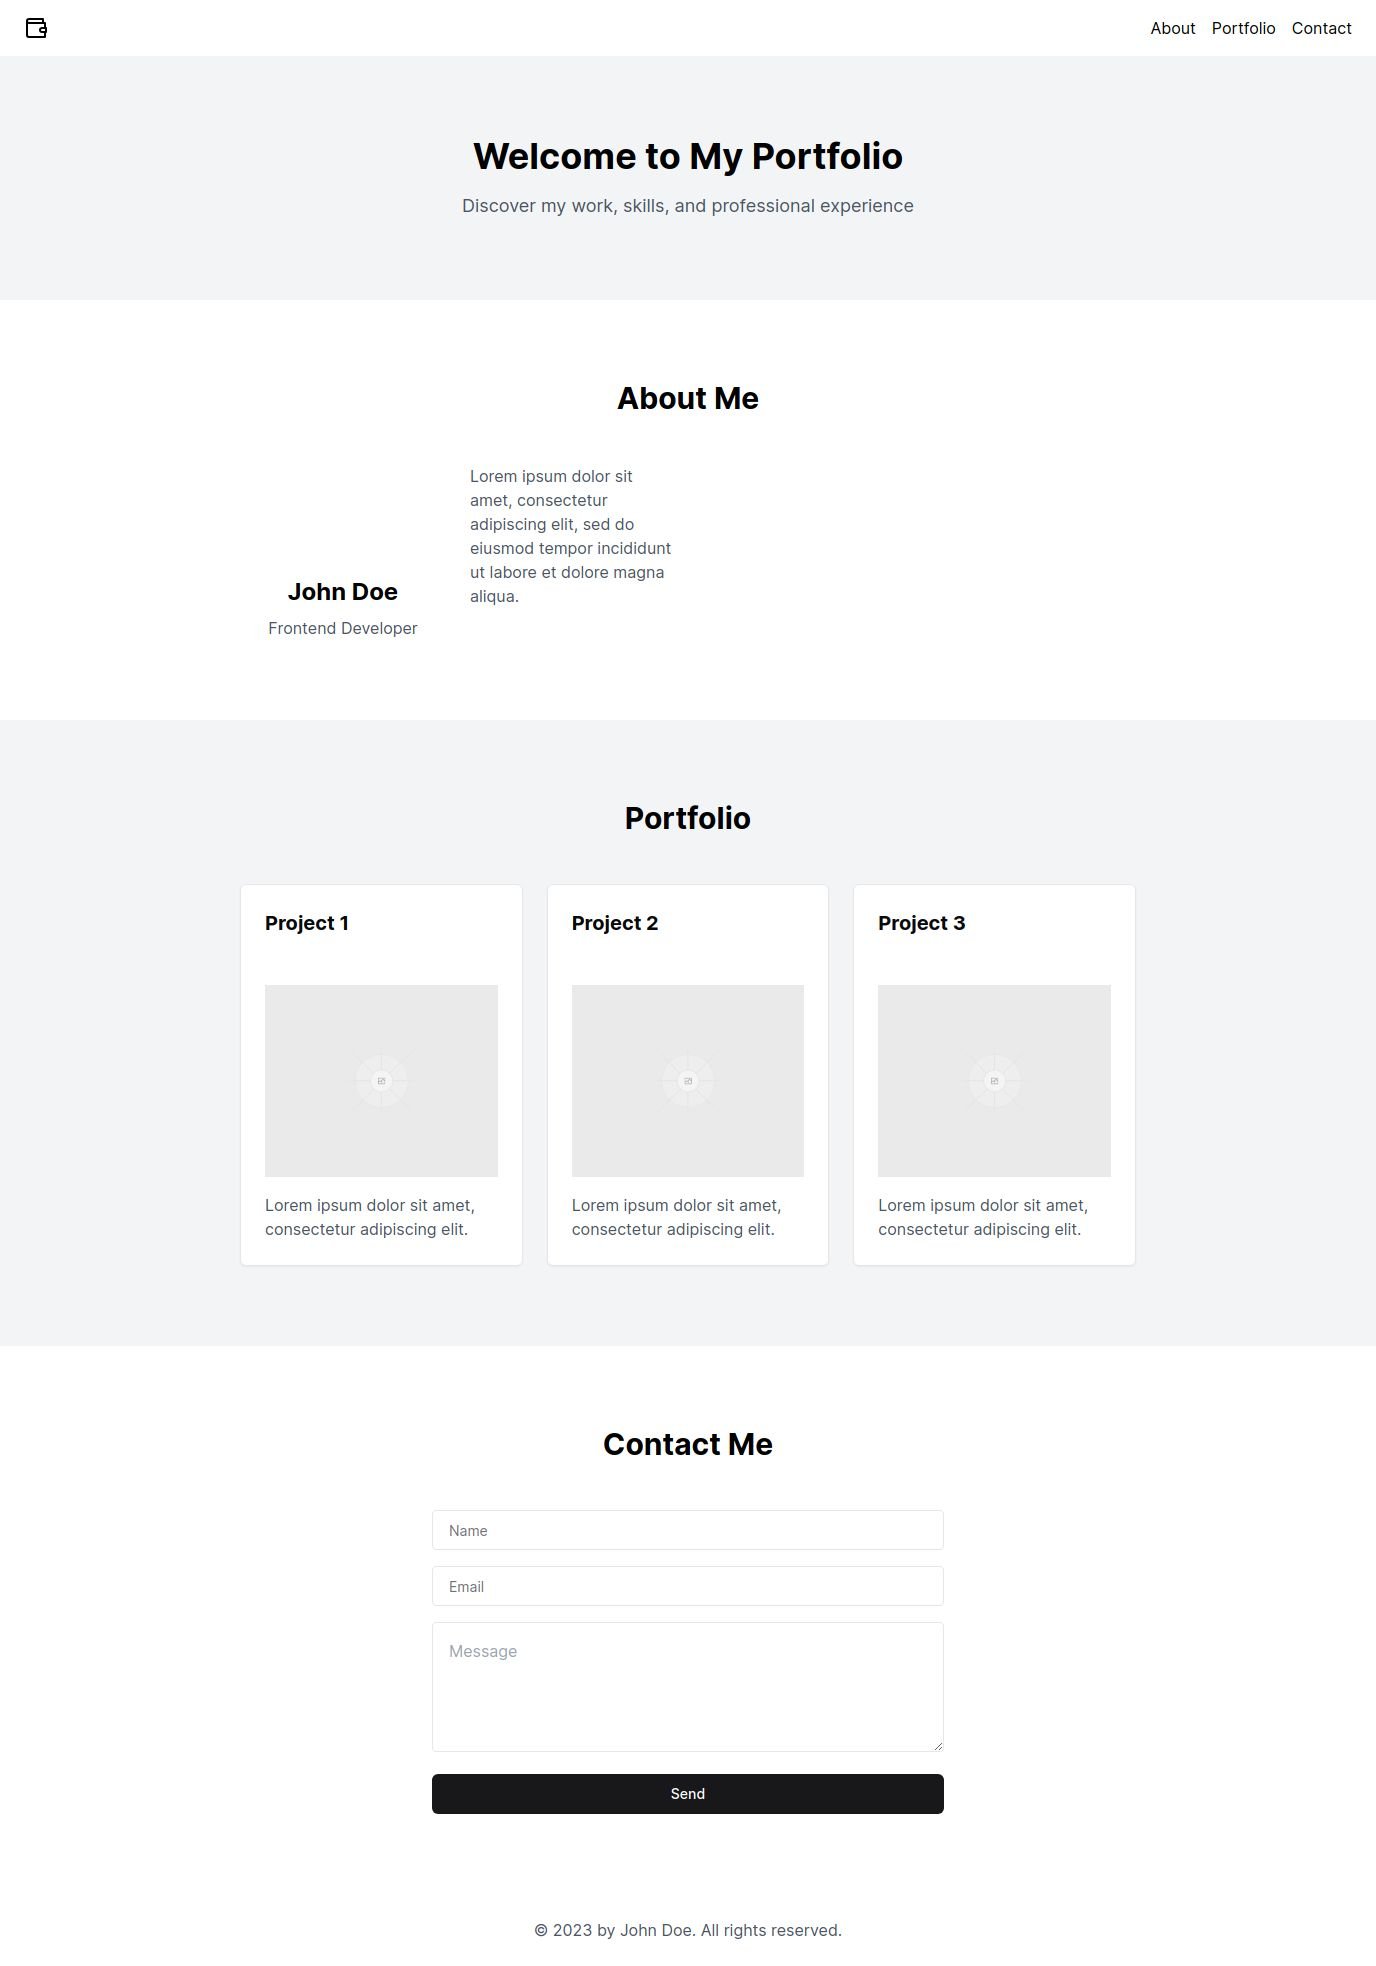 About Portfolio Contact
Welcome to My Portfolio
Discover my work, skills, and professional experience
About Me
John Doe
Frontend Developer
Lorem ipsum dolor sit
amet, consectetur
adipiscing elit, sed do
eiusmod tempor incididunt
ut labore et dolore magna
aliqua.
Portfolio
Project 1
Lorem ipsum dolor sit amet,
consectetur adipiscing elit.
Project 2
Lorem ipsum dolor sit amet,
consectetur adipiscing elit.
Project 3
Lorem ipsum dolor sit amet,
consectetur adipiscing elit.
Contact Me
Name
Email
Message
Send
© 2023 by John Doe. All rights reserved.